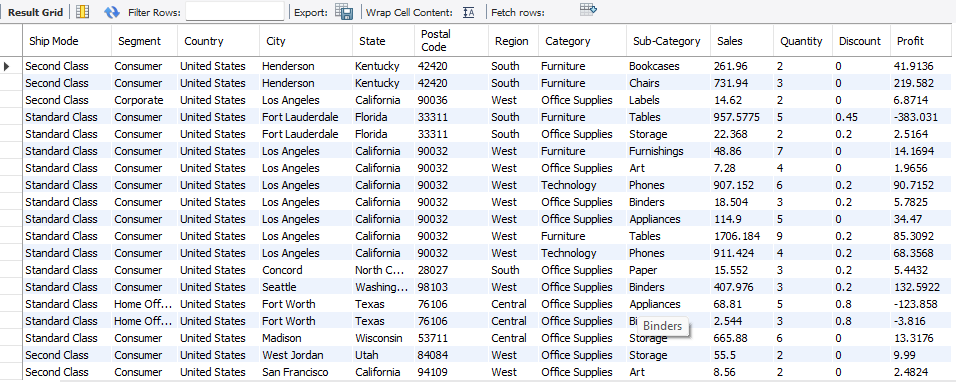 Result Grid Filter Rows: Export: Wrap Cell Content: Fetch rows:
Ship Mode Segment Country City State Postal Code Region Category Sub-Category Sales Quantity Discount Profit
Second Class Consumer United States Henderson Kentucky 42420 South Furniture Bookcases 261.96 2 0 41.9136
Second Class Consumer United States Henderson Kentucky 42420 South Furniture Chairs 731.94 3 0 219.582
Second Class Corporate United States Los Angeles California 90036 West Office Supplies Labels 14.62 2 0 6.8714
Standard Class Consumer United States Fort Lauderdale Florida 33311 South Furniture Tables 957.5775 5 0.45 -383.031
Standard Class Consumer United States Fort Lauderdale Florida 33311 South Office Supplies Storage 22.368 2 0.2 2.5164
Standard Class Consumer United States Los Angeles California 90032 West Furniture Furnishings 48.86 7 0 14.1694
Standard Class Consumer United States Los Angeles California 90032 West Office Supplies Art 7.28 4 0 1.9656
Standard Class Consumer United States Los Angeles California 90032 West Technology Phones 907.152 6 0.2 90.7152
Standard Class Consumer United States Los Angeles California 90032 West Office Supplies Binders 18.504 3 0.2 5.7825
Standard Class Consumer United States Los Angeles California 90032 West Office Supplies Appliances 114.9 5 0 34.47
Standard Class Consumer United States Los Angeles California 90032 West Furniture Tables 1706.184 9 0.2 85.3092
Standard Class Consumer United States Los Angeles California 90032 West Technology Phones 911.424 4 0.2 68.3568
Standard Class Consumer United States Concord North C... 28027 South Office Supplies Paper 15.552 3 0.2 5.4432
Standard Class Consumer United States Seattle Washing... 98103 West Office Supplies Binders 407.976 3 0.2 132.5922
Standard Class Home Off... United States Fort Worth Texas 76106 Central Office Supplies Appliances 68.81 5 0.8 -123.858
Standard Class Home Off... United States Fort Worth Texas 76106 Central Office Supplies Binders 2.544 3 0.8 -3.816
Standard Class Consumer United States Madison Wisconsin 53711 Central Office Supplies Storage 665.88 6 0 13.3176
Second Class Consumer United States West Jordan Utah 84084 West Office Supplies Storage 55.5 2 0 9.99
Second Class Consumer United States San Francisco California 94109 West Office Supplies Art 8.56 2 0 2.4824